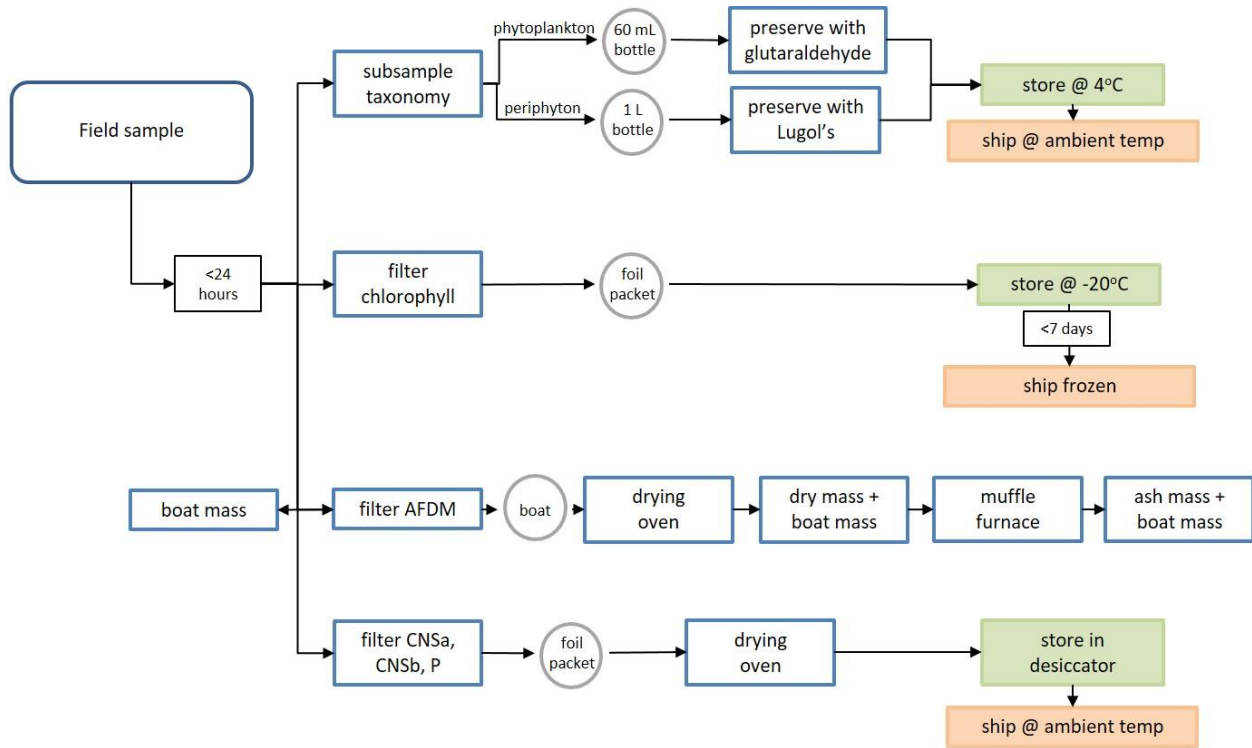 Field sample
<24
hours
subsample
taxonomy
phytoplankton
60 mL
bottle
preserve with
glutaraldehyde
periphyton
1 L
bottle
preserve with
Lugol's
store @ 4oC
ship @ ambient temp
filter
chlorophyll
foil
packet
store @ -20oC
<7 days
ship frozen
boat mass
filter AFDM
boat
drying
oven
dry mass +
boat mass
muffle
furnace
ash mass +
boat mass
filter CNSa,
CNSb, P
foil
packet
drying
oven
store in
desiccator
ship @ ambient temp